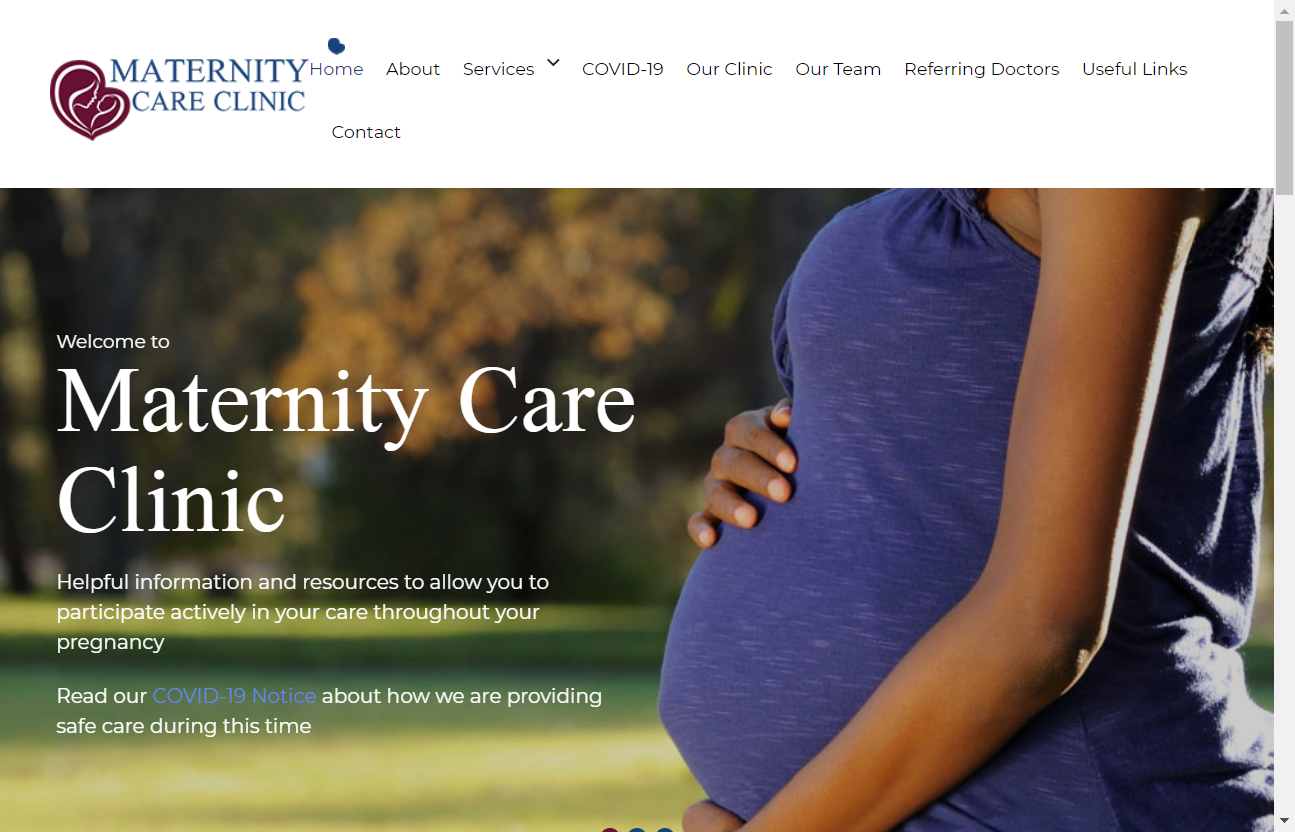 MATERNITY
CARE CLINIC
Home About Services COVID-19 Our Clinic Our Team Referring Doctors Useful Links
Contact
Welcome to
Maternity Care
Clinic
Helpful information and resources to allow you to
participate actively in your care throughout your
pregnancy
Read our COVID-19 Notice about how we are providing
safe care during this time